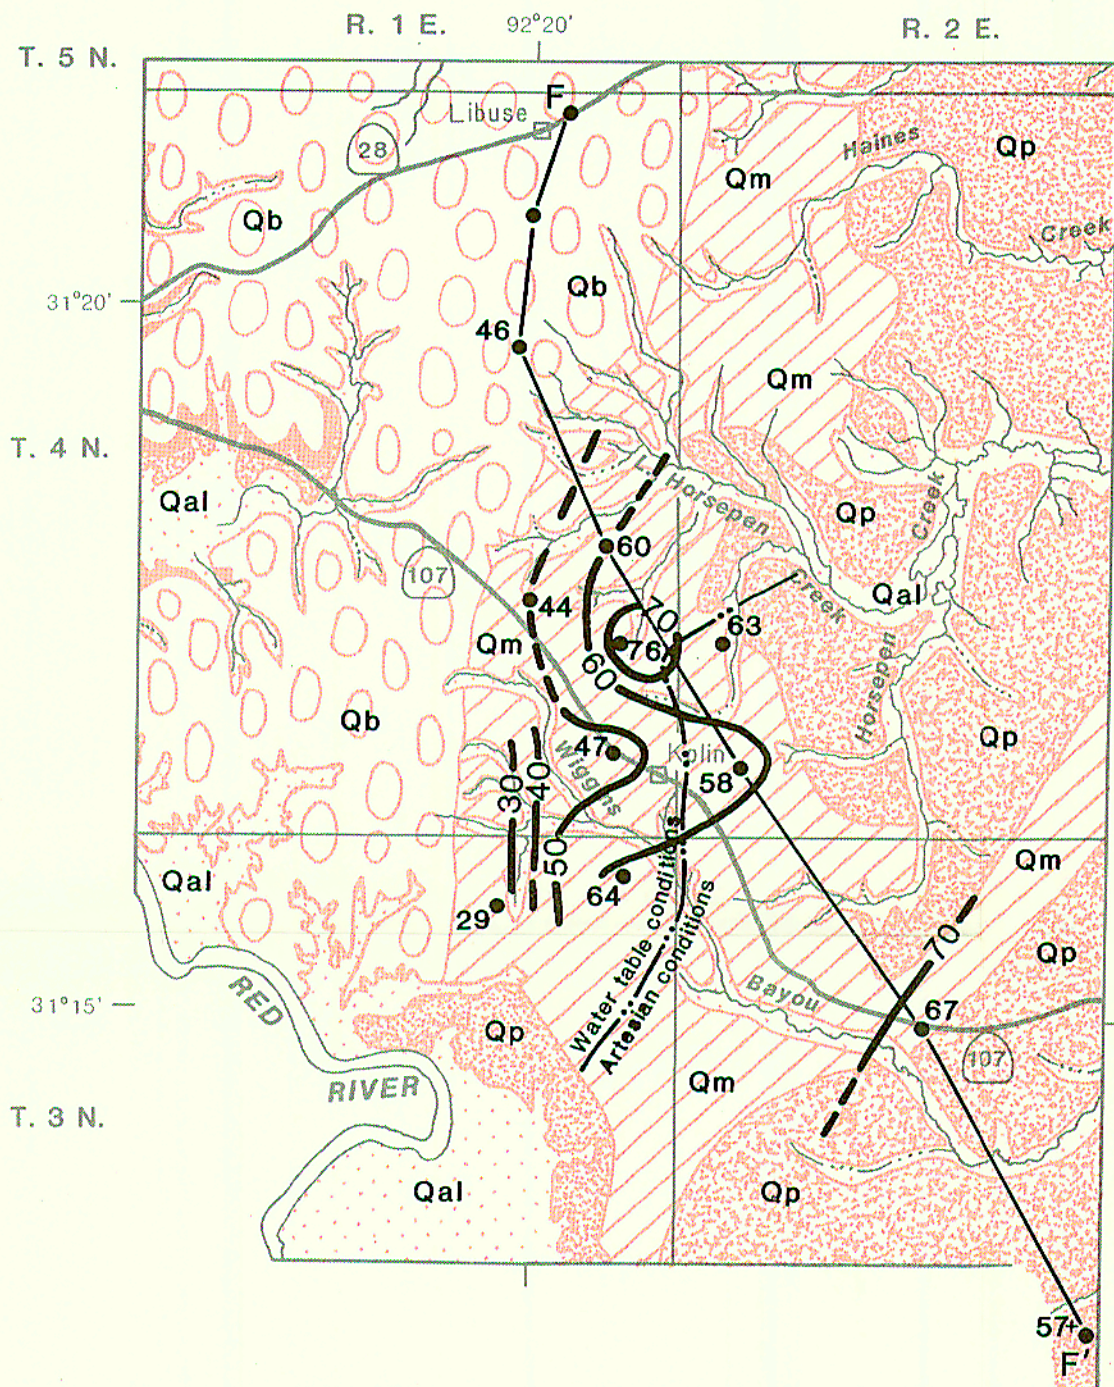 R. 1 E.
92°20'
R. 2 E.
T. 5 N.
F
Libuse
28
Haines
Qp
Qm
Qb
Creek
Qb
31°20'
46
Qm
T. 4 N.
L.
Horsepen
Qal
Qp
Creek
60
107
Creek
Qal
44
70
63
Qm
76
60
Horsepen
Qb
Qp
47
Kolin
58
Wiggins
30
40
50
Qm
Qal
64
29
Water table conditions
Artesian conditions
70
Qp
Bayou
31°15'
RED
67
Qp
107
RIVER
Qm
T. 3 N.
Qal
Qp
57+
F'